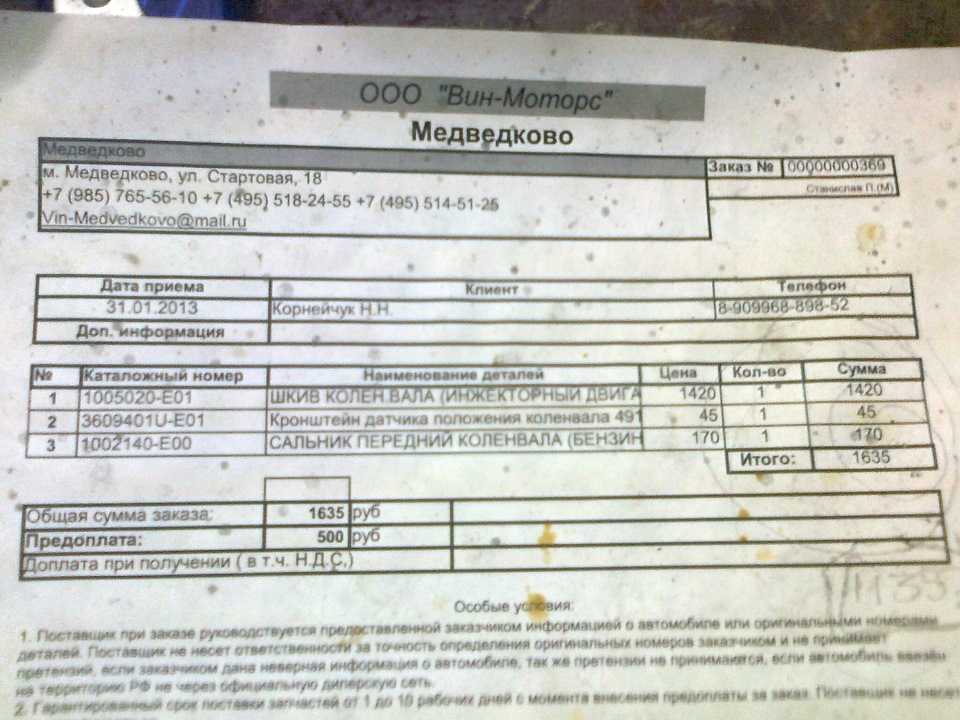 ООО "Вин-Моторс"
Медведково
Медведково
м. Медведково, ул. Стартовая, 18
+7 (985) 765-56-10 +7 (495) 518-24-55 +7 (495) 514-51-25
Vin-Medvedkovo@mail.ru
Заказ № 00000000369
Станислав П.(М)
Дата приема Клиент Телефон
31.01.2013 Корнейчук Н.Н. 8-909968-898-52
Доп. информация
№ Каталожный номер Наименование деталей Цена Кол-во Сумма
1 1005020-E01 ШКИВ КОЛЕН.ВАЛА (ИНЖЕКТОРНЫЙ ДВИГА 1420 1 1420
2 3609401U-E01 Кронштейн датчика положения коленвала 491 45 1 45
3 1002140-E00 САЛЬНИК ПЕРЕДНИЙ КОЛЕНВАЛА (БЕНЗИН 170 1 170
Итого: 1635
Общая сумма заказа: 1635 руб
Предоплата: 500 руб
Доплата при получении ( в т.ч. Н.Д.С.)
1135
Особые условия:
1. Поставщик при заказе руководствуется предоставленной заказчиком информацией о автомобиле или оригинальными номерами
деталей. Поставщик не несет ответственности за точность определения оригинальных номеров заказчиком и не принимает
претензий, если заказчиком дана неверная информация о автомобиле, так же претензии не принимаются, если автомобиль ввезён
на территорию РФ не через официальную дилерскую сеть.
2. Гарантированный срок поставки запчастей от 1 до 10 рабочих дней с момента внесения предоплаты за заказ. Поставщик не несет